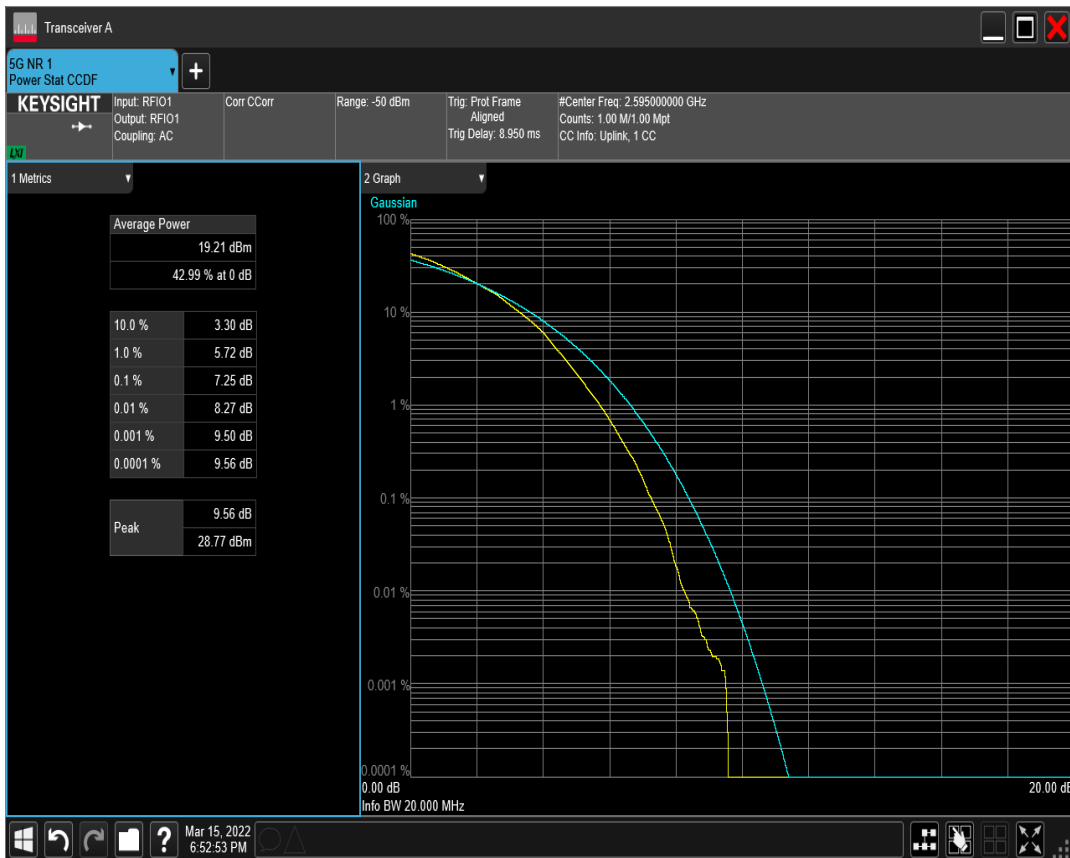 Transceiver A
5G NR 1
Power Stat CCDF
KEYSIGHT
LXI
Input: RFIO1
Output: RFIO1
Coupling: AC
Corr CCorr
Range: -50 dBm
Trig: Prot Frame
Aligned
Trig Delay: 8.950 ms
#Center Freq: 2.595000000 GHz
Counts: 1.00 M/1.00 Mpt
CC Info: Uplink, 1 CC
1 Metrics
Average Power
19.21 dBm
42.99 % at 0 dB
10.0 % 3.30 dB
1.0 % 5.72 dB
0.1 % 7.25 dB
0.01 % 8.27 dB
0.001 % 9.50 dB
0.0001 % 9.56 dB
Peak
9.56 dB
28.77 dBm
2 Graph
Gaussian
100 %
10 %
1 %
0.1 %
0.01 %
0.001 %
0.0001 %
0.00 dB 20.00 dB
Info BW 20.000 MHz
?
Mar 15, 2022
6:52:53 PM